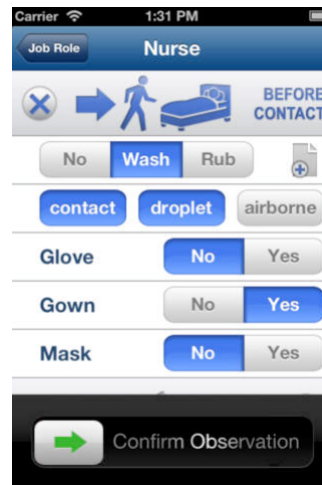 Carrier 1:31 PM
Job Role Nurse
BEFORE
CONTACT
No Wash Rub
contact droplet airborne
Glove No Yes
Gown No Yes
Mask No Yes
Confirm Observation